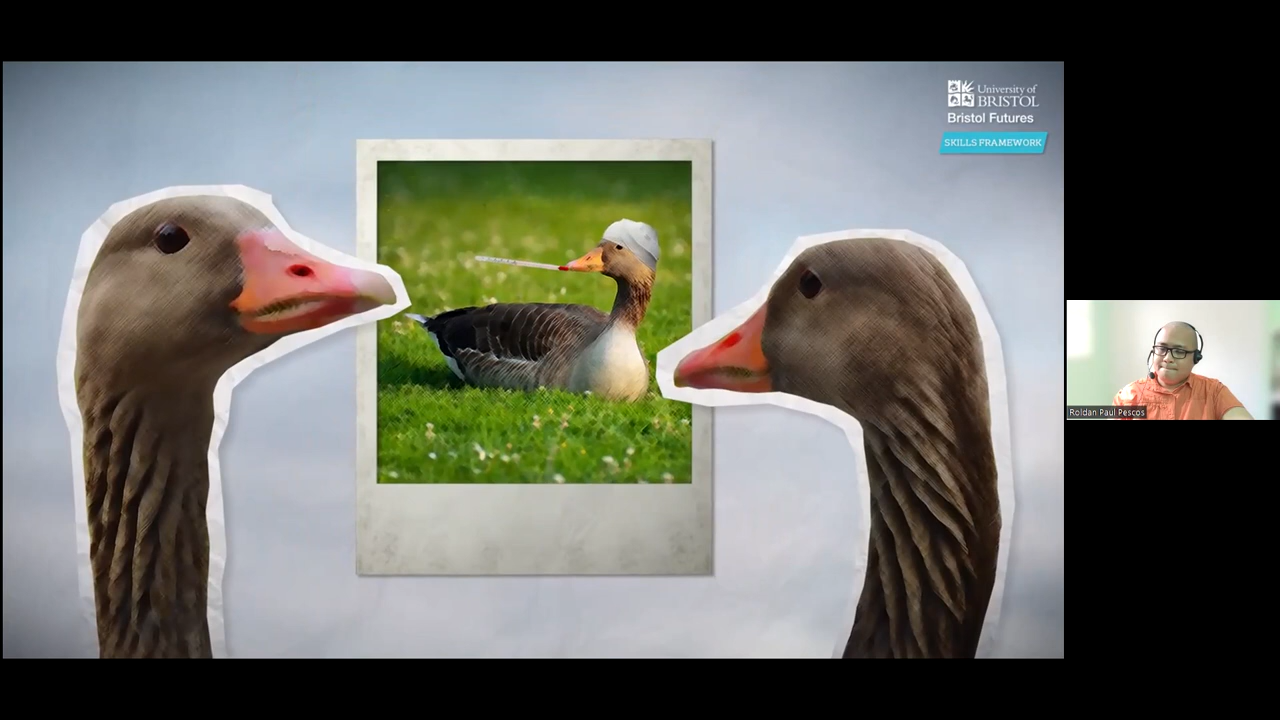 University of
BRISTOL
Bristol Futures
SKILLS FRAMEWORK
Roldan Paul Pescos